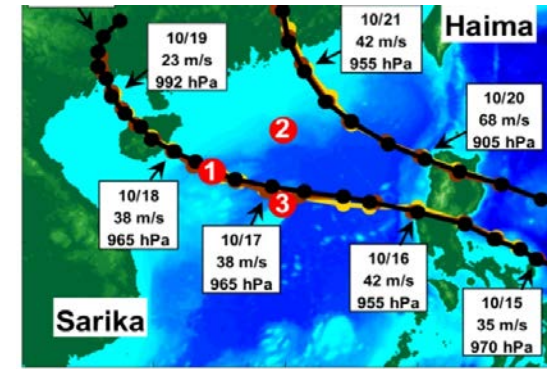 10/19
23 m/s
992 hPa
10/21
42 m/s
955 hPa
Haima
10/20
68 m/s
905 hPa
2
1
3
10/18
38 m/s
965 hPa
10/17
38 m/s
965 hPa
10/16
42 m/s
955 hPa
10/15
35 m/s
970 hPa
Sarika